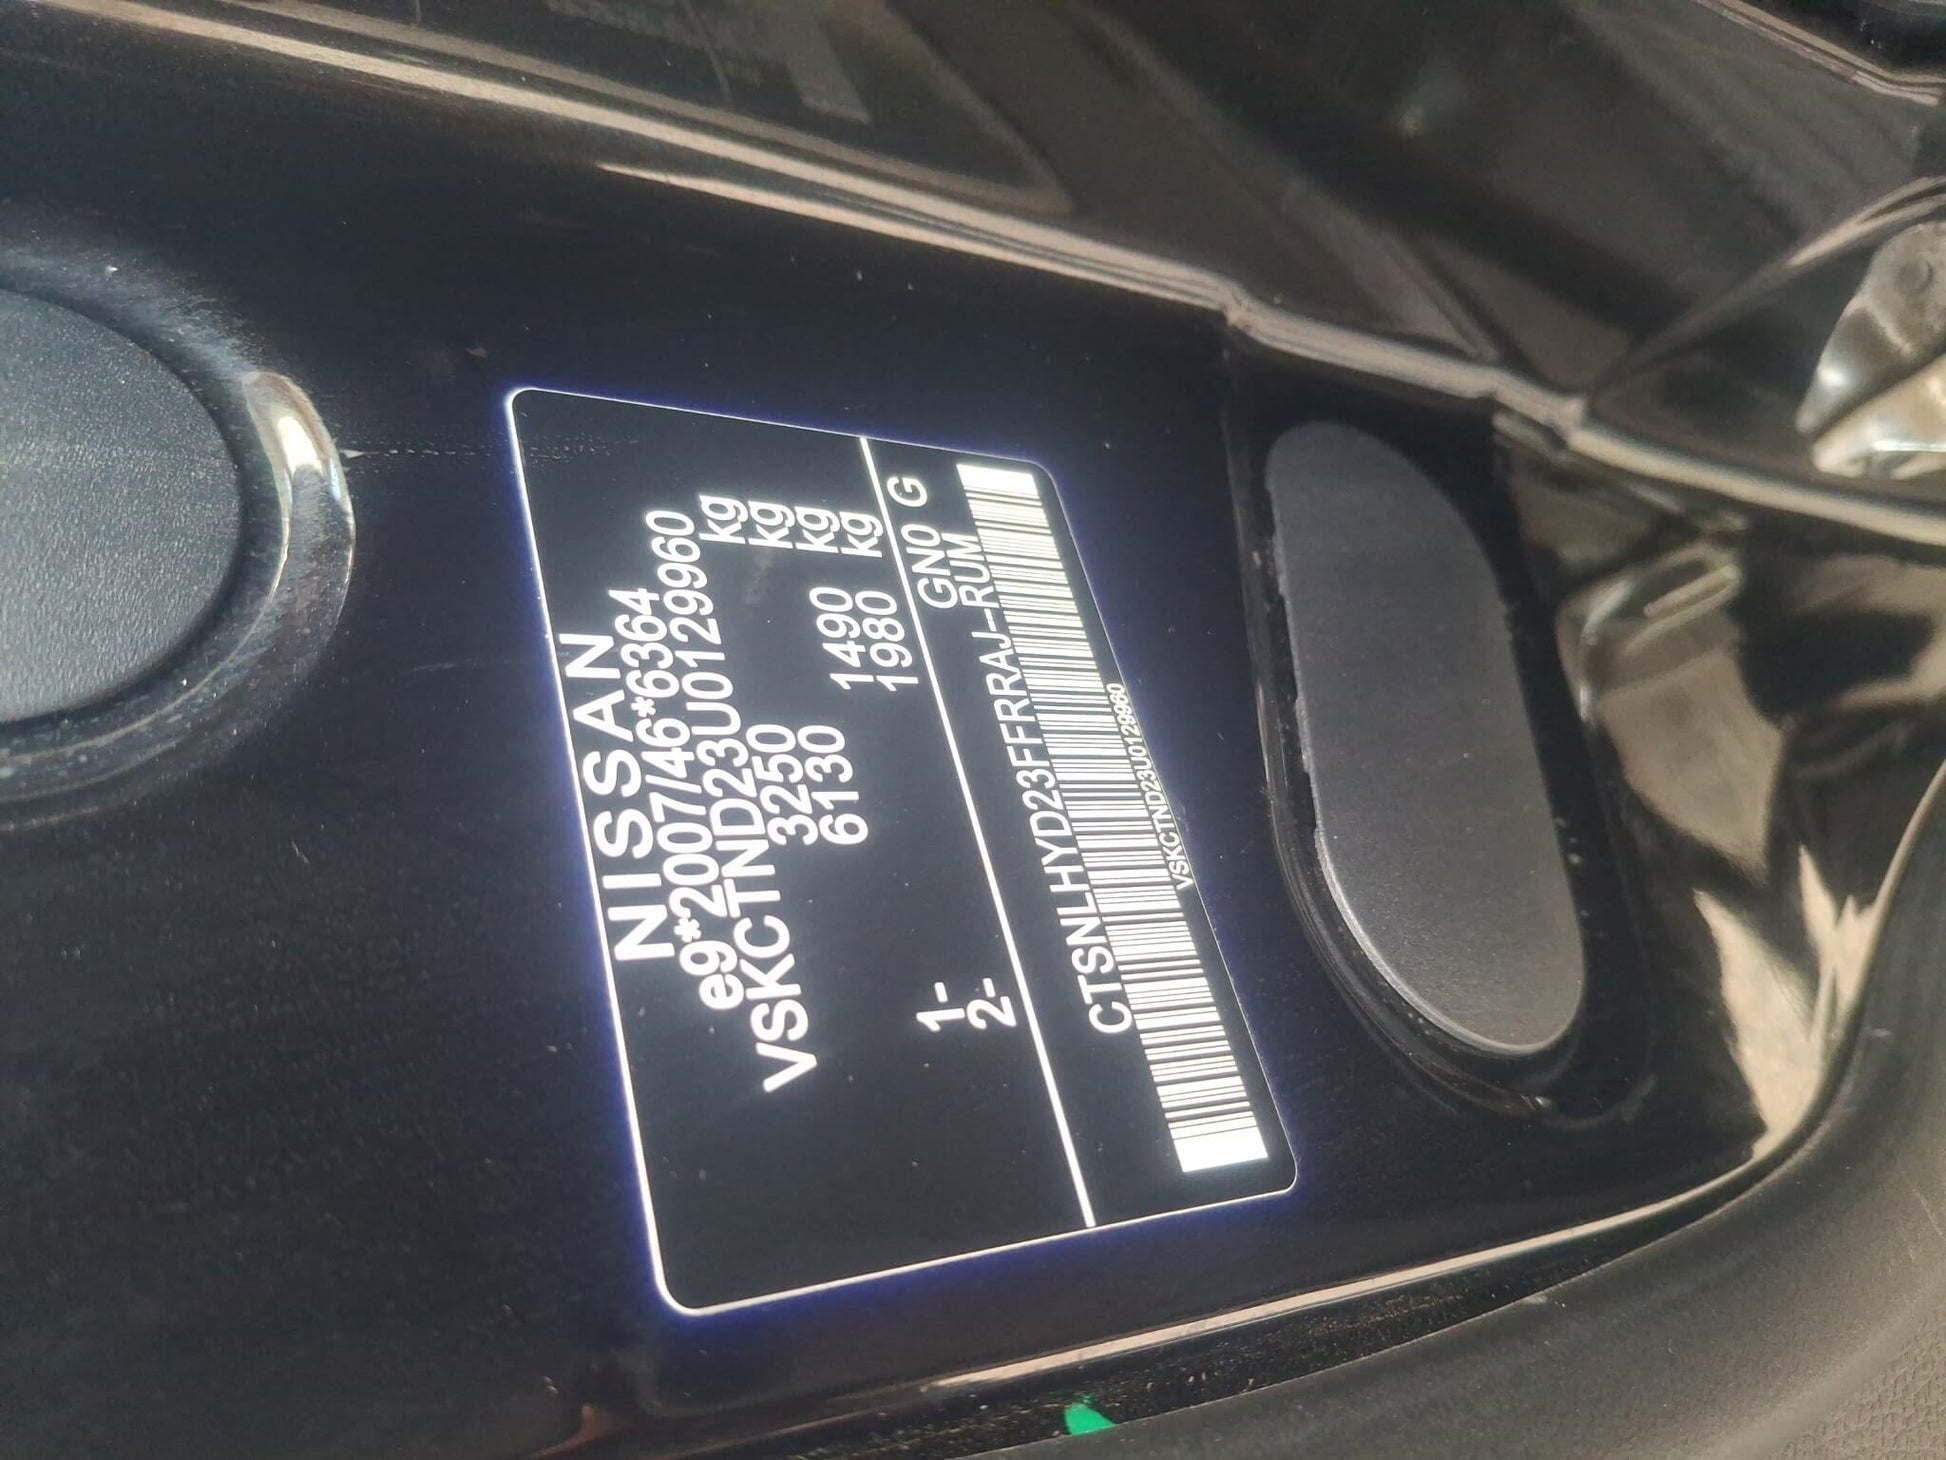 NISSAN
e9*2007/46*6364
VSKCTND23U0129960
3250 kg
6130 kg
1- 1490 kg
2- 1980 kg
GNO G
CTSNLHYD23FFRRAJ-RUM
VSKCTND23U0129960